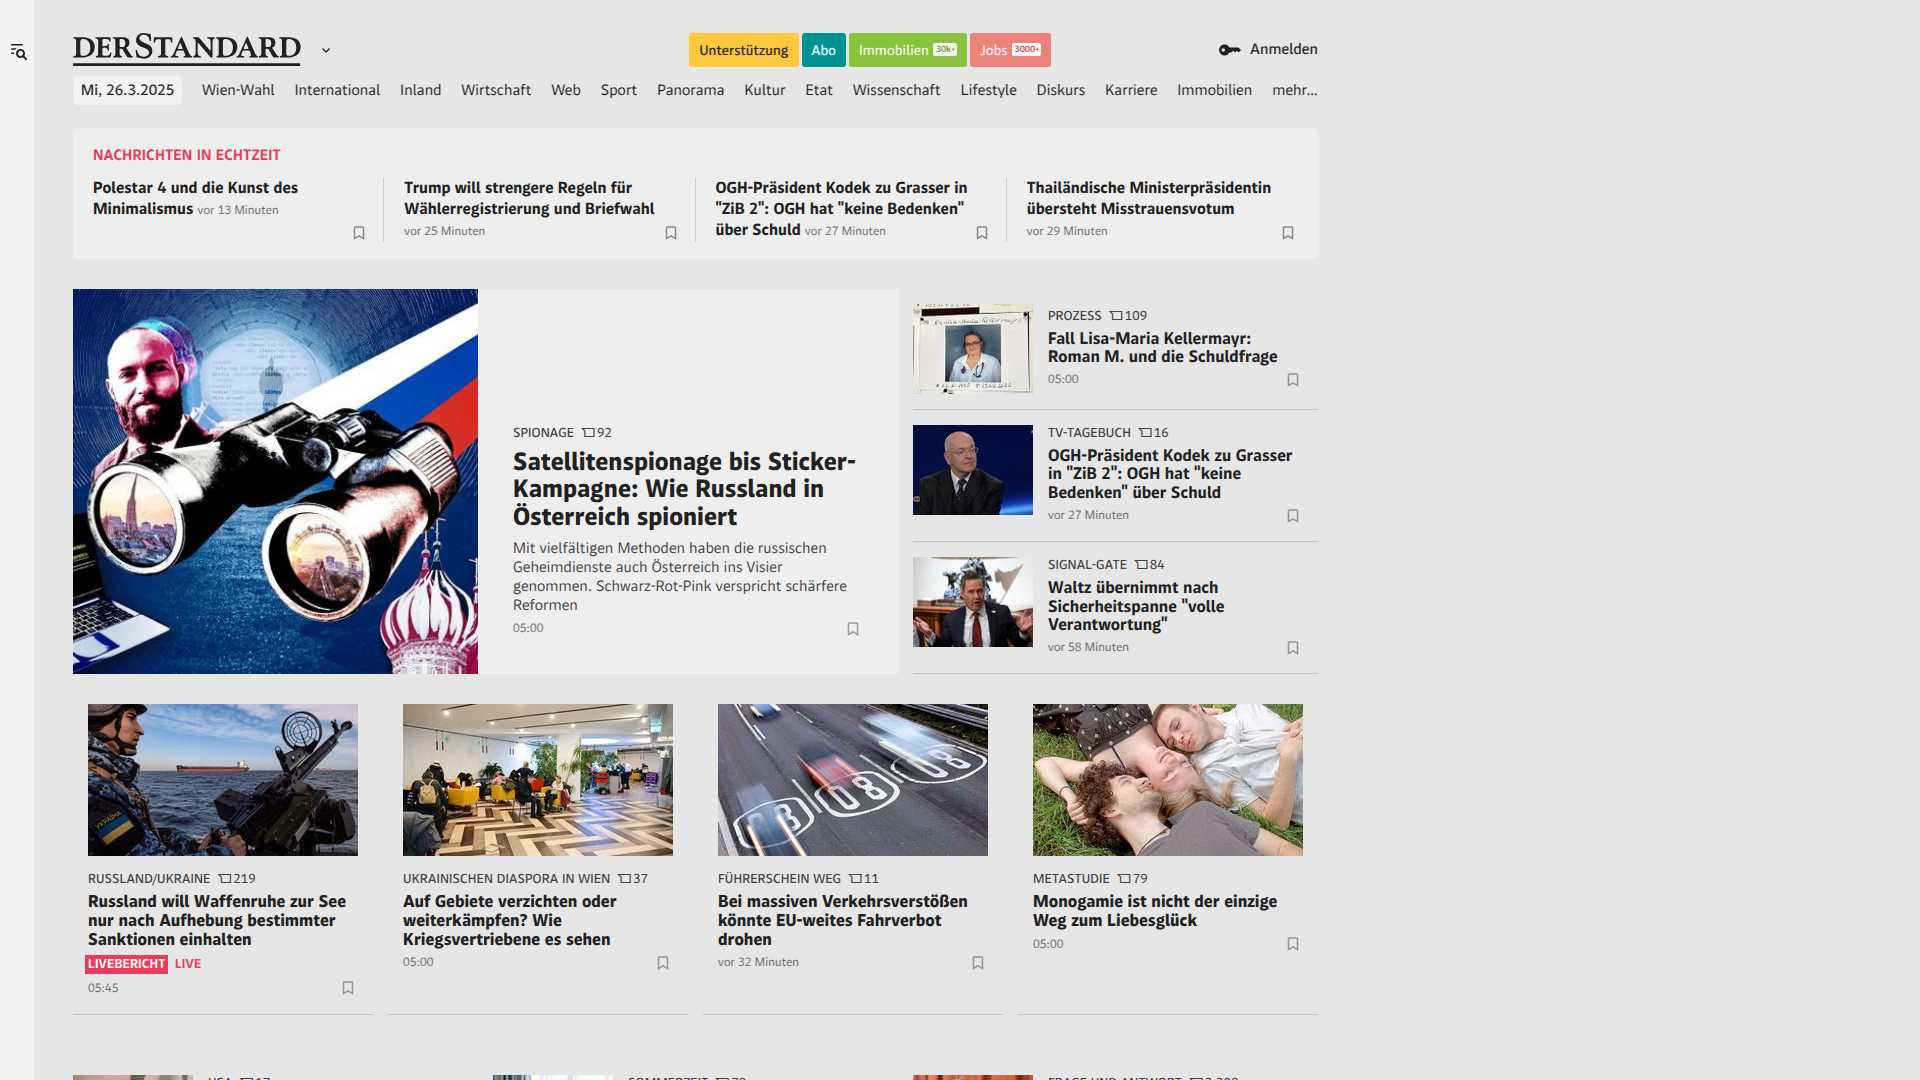 DERSTANDARD
Unterstützung
Abo
Immobilien 30k+
Jobs 3000+
Anmelden
Mi, 26.3.2025
Wien-Wahl
International
Inland
Wirtschaft
Web
Sport
Panorama
Kultur
Etat
Wissenschaft
Lifestyle
Diskurs
Karriere
Immobilien
mehr...
NACHRICHTEN IN ECHTZEIT
Polestar 4 und die Kunst des
Minimalismus vor 13 Minuten
Trump will strengere Regeln für
Wählerregistrierung und Briefwahl
vor 25 Minuten
OGH-Präsident Kodek zu Grasser in
"ZiB 2": OGH hat "keine Bedenken"
über Schuld vor 27 Minuten
Thailändische Ministerpräsidentin
übersteht Misstrauensvotum
vor 29 Minuten
SPIONAGE 92
Satellitenspionage bis Sticker-
Kampagne: Wie Russland in
Österreich spioniert
Mit vielfältigen Methoden haben die russischen
Geheimdienste auch Österreich ins Visier
genommen. Schwarz-Rot-Pink verspricht schärfere
Reformen
05:00
PROZESS 109
Fall Lisa-Maria Kellermayr:
Roman M. und die Schuldfrage
05:00
TV-TAGEBUCH 16
OGH-Präsident Kodek zu Grasser
in "ZiB 2": OGH hat "keine
Bedenken" über Schuld
vor 27 Minuten
SIGNAL-GATE 84
Waltz übernimmt nach
Sicherheitspanne "volle
Verantwortung"
vor 58 Minuten
RUSSLAND/UKRAINE 219
Russland will Waffenruhe zur See
nur nach Aufhebung bestimmter
Sanktionen einhalten
LIVEBERICHT LIVE
05:45
UKRAINISCHEN DIASPORA IN WIEN 37
Auf Gebiete verzichten oder
weiterkämpfen? Wie
Kriegsvertriebene es sehen
05:00
FÜHRERSCHEIN WEG 11
Bei massiven Verkehrsverstößen
könnte EU-weites Fahrverbot
drohen
vor 32 Minuten
METASTUDIE 79
Monogamie ist nicht der einzige
Weg zum Liebesglück
05:00